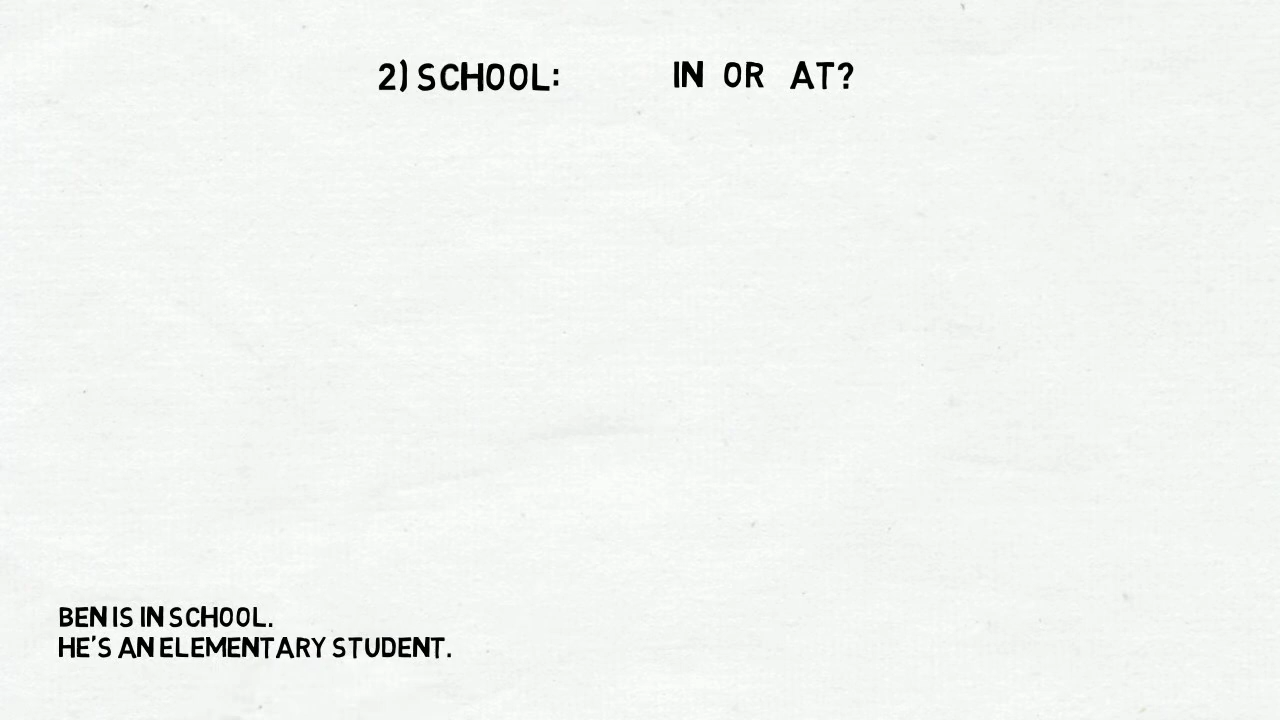 2) SCHOOL: IN OR AT?
BEN IS IN SCHOOL.
HE'S AN ELEMENTARY STUDENT.